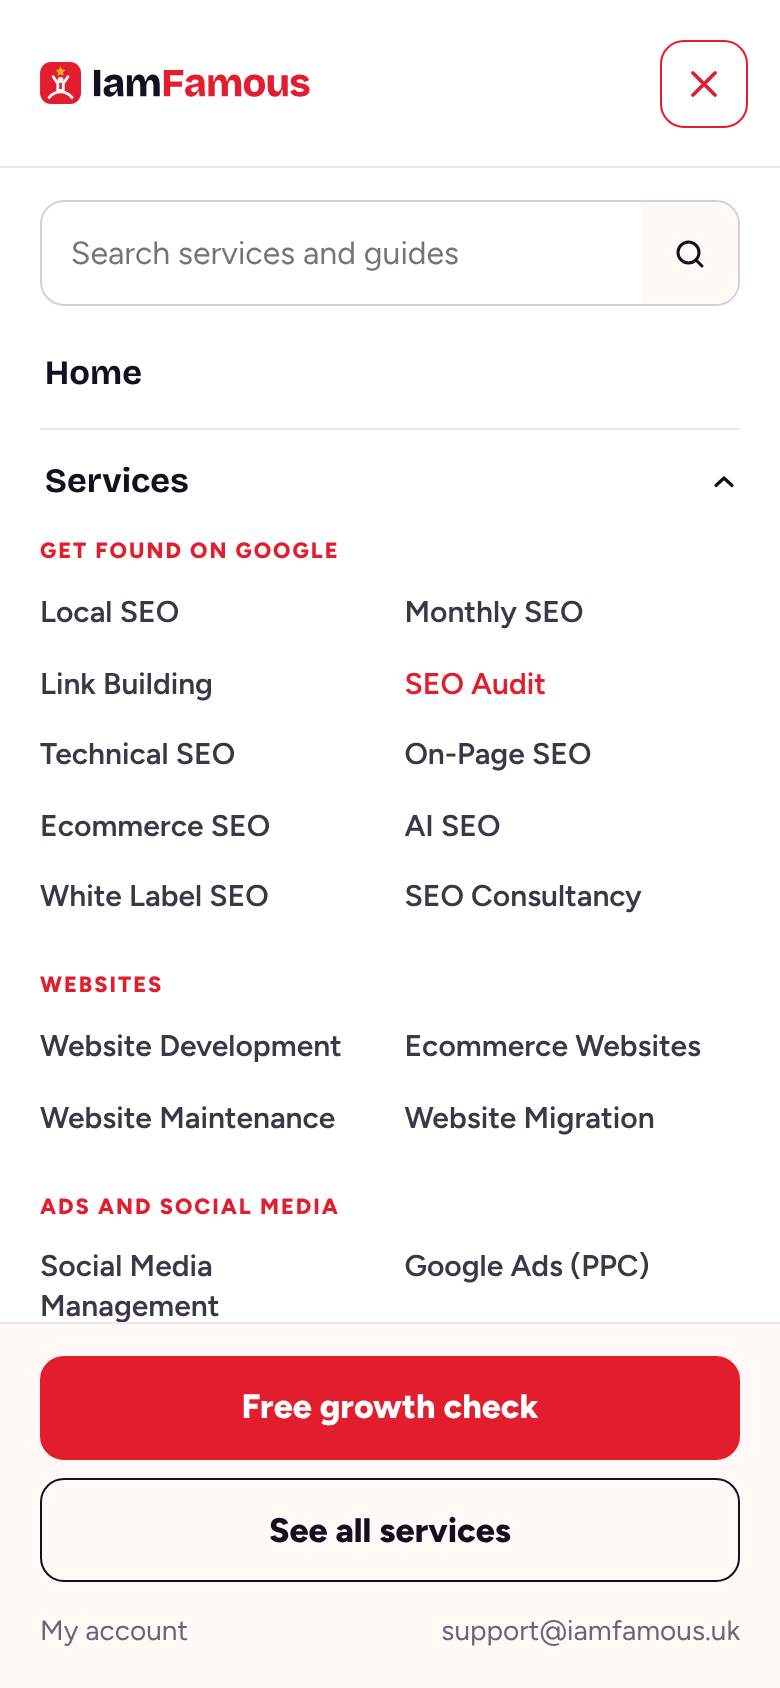 IamFamous
Search services and guides
Home
Services
GET FOUND ON GOOGLE
Local SEO
Monthly SEO
Link Building
SEO Audit
Technical SEO
On-Page SEO
Ecommerce SEO
AI SEO
White Label SEO
SEO Consultancy
WEBSITES
Website Development
Ecommerce Websites
Website Maintenance
Website Migration
ADS AND SOCIAL MEDIA
Social Media
Management
Google Ads (PPC)
Free growth check
See all services
My account
support@iamfamous.uk